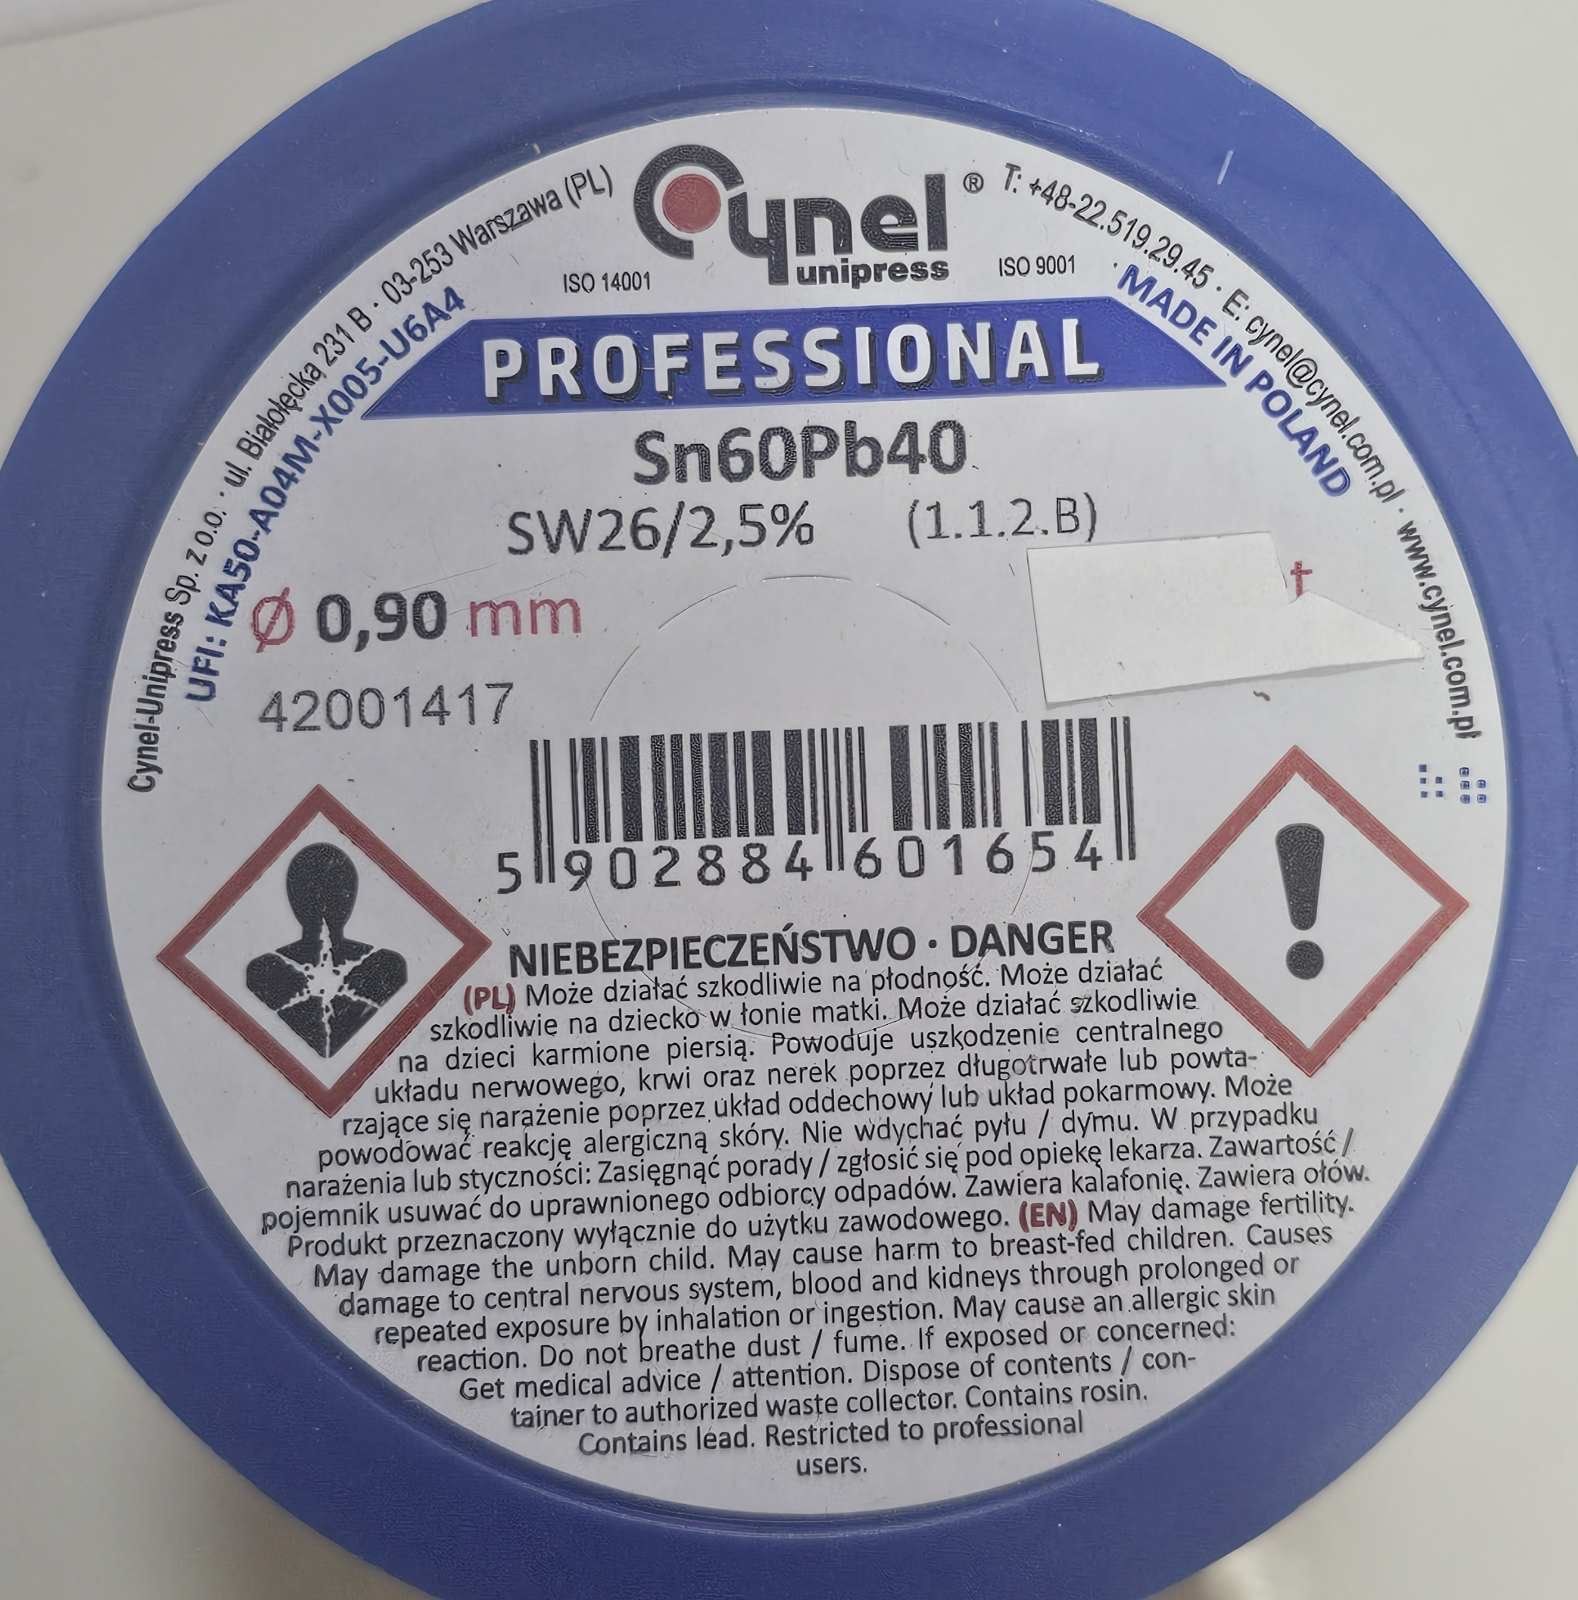 Cynel®
unipress
Cynel-Unipress Sp. z o.o. · ul. Białołęcka 231 B · 03-253 Warszawa (PL)
T: +48-22.519.29.45 · E: cynel@cynel.com.pl · www.cynel.com.pl
UFI: KA50-A04M-X005-U6A4
ISO 14001
ISO 9001
MADE IN POLAND
PROFESSIONAL
Sn60Pb40
SW26/2,5% (1.1.2.B)
Ø 0,90 mm
42001417
5 902884 601654
NIEBEZPIECZEŃSTWO · DANGER
(PL) Może działać szkodliwie na płodność. Może działać
szkodliwie na dziecko w łonie matki. Może działać szkodliwie
na dzieci karmione piersią. Powoduje uszkodzenie centralnego
układu nerwowego, krwi oraz nerek poprzez długotrwałe lub powta-
rzające się narażenie poprzez układ oddechowy lub układ pokarmowy. Może
powodować reakcję alergiczną skóry. Nie wdychać pyłu / dymu. W przypadku
narażenia lub styczności: Zasięgnąć porady / zgłosić się pod opiekę lekarza. Zawartość /
pojemnik usuwać do uprawnionego odbiorcy odpadów. Zawiera kalafonię. Zawiera ołów.
Produkt przeznaczony wyłącznie do użytku zawodowego. (EN) May damage fertility.
May damage the unborn child. May cause harm to breast-fed children. Causes
damage to central nervous system, blood and kidneys through prolonged or
repeated exposure by inhalation or ingestion. May cause an allergic skin
reaction. Do not breathe dust / fume. If exposed or concerned:
Get medical advice / attention. Dispose of contents / con-
tainer to authorized waste collector. Contains rosin.
Contains lead. Restricted to professional
users.